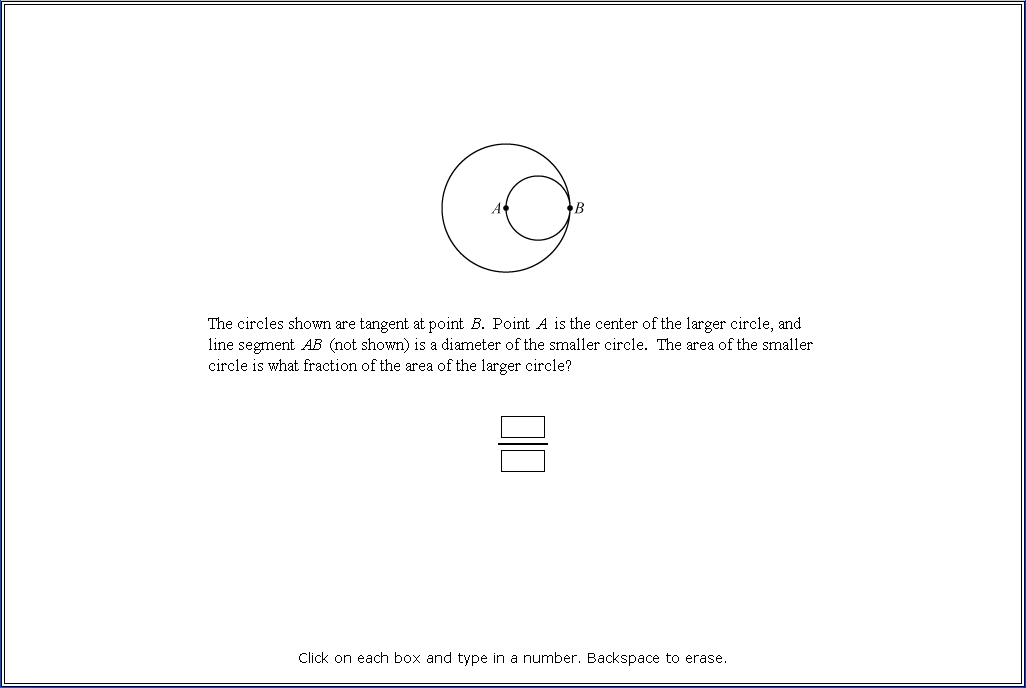 A B
The circles shown are tangent at point B. Point A is the center of the larger circle, and
line segment AB (not shown) is a diameter of the smaller circle. The area of the smaller
circle is what fraction of the area of the larger circle?
Click on each box and type in a number. Backspace to erase.